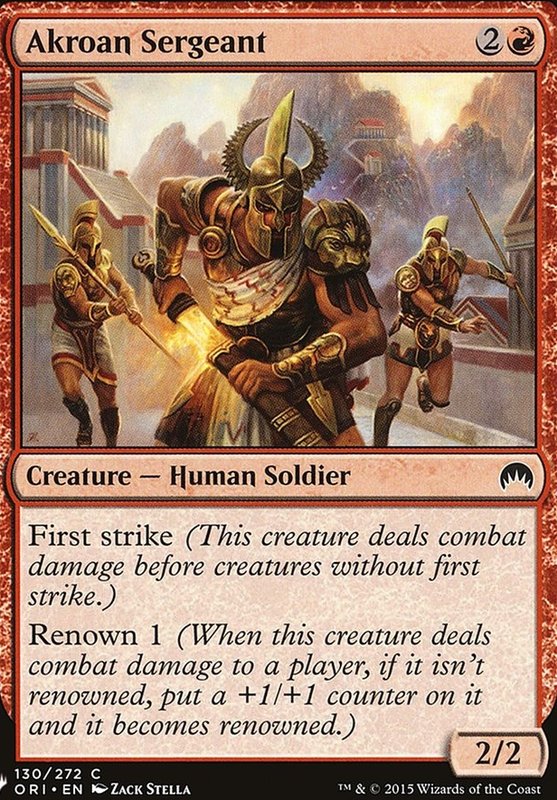 Akroan Sergeant 2
Creature — Human Soldier
First strike (This creature deals combat
damage before creatures without first
strike.)
Renown 1 (When this creature deals
combat damage to a player, if it isn't
renowned, put a +1/+1 counter on it
and it becomes renowned.)
2/2
130/272 C
ORI • EN Zack Stella
™ & © 2015 Wizards of the Coast